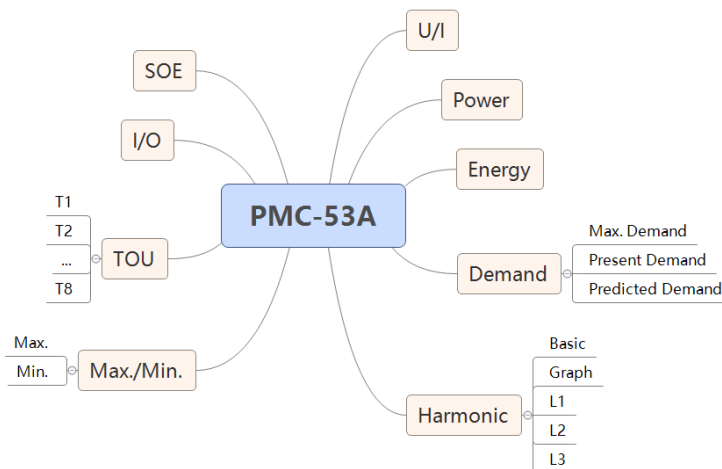 U/I
SOE
Power
I/O
Energy
T1
PMC-53A
T2
Max. Demand
...
TOU
Present Demand
Demand
T8
Predicted Demand
Max.
Basic
Min.
Max./Min.
Graph
L1
Harmonic
L2
L3